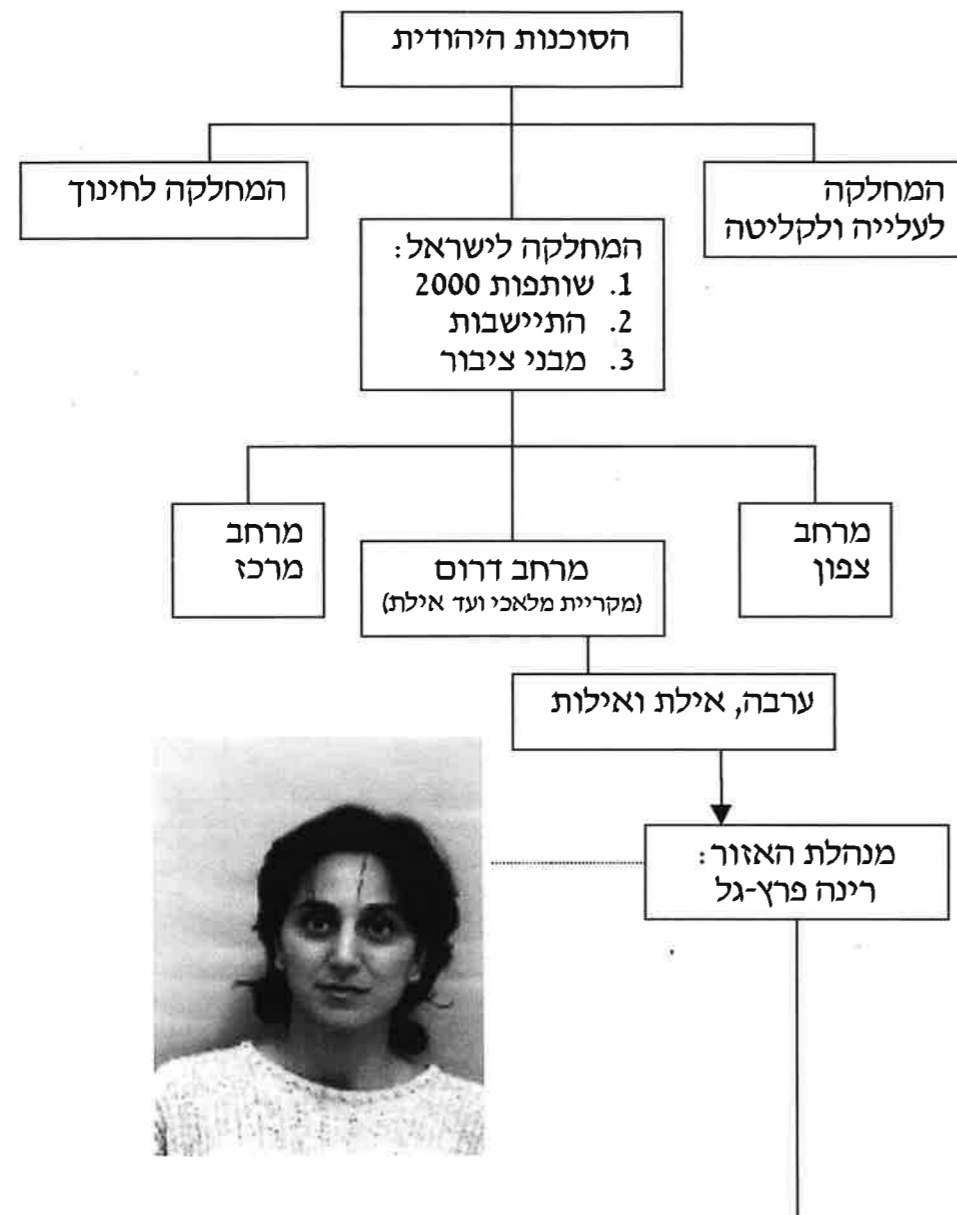 הסוכנות היהודית
המחלקה
לעלייה ולקליטה
המחלקה לחינוך
המחלקה לישראל:
1. שותפות 2000
2. התיישבות
3. מבני ציבור
מרחב
צפון
מרחב דרום
(מקריית מלאכי ועד אילת)
מרחב
מרכז
ערבה, אילת ואילות
מנהלת האזור:
רינה פרץ-גל